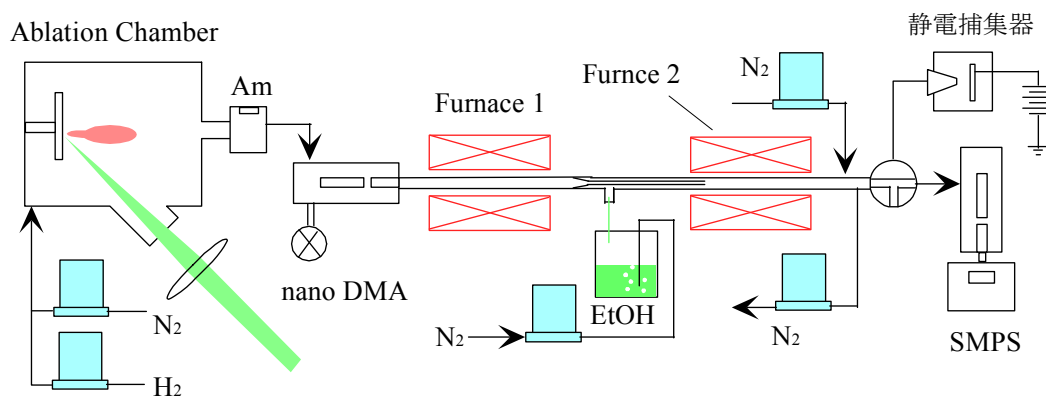 Ablation Chamber
Am
Furnace 1
Furnce 2
N₂
静電捕集器
nano DMA
EtOH
N₂
N₂
N₂
H₂
SMPS